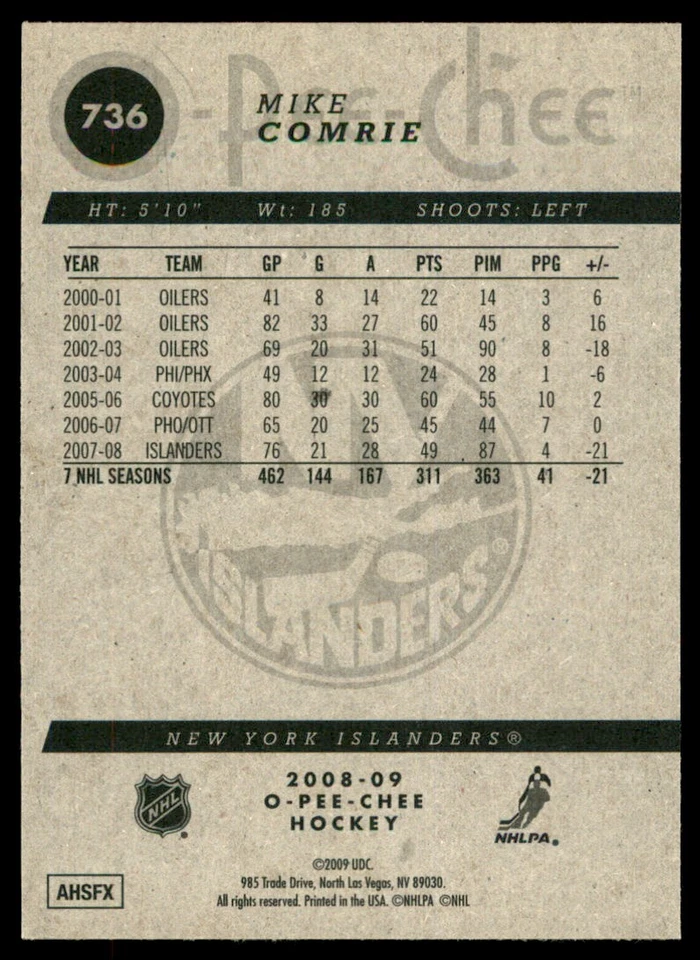 O-Pee-Chee™
736
MIKE
COMRIE
HT: 5'10" Wt: 185 SHOOTS: LEFT
YEAR TEAM GP G A PTS PIM PPG +/-
2000-01 OILERS 41 8 14 22 14 3 6
2001-02 OILERS 82 33 27 60 45 8 16
2002-03 OILERS 69 20 31 51 90 8 -18
2003-04 PHI/PHX 49 12 12 24 28 1 -6
2005-06 COYOTES 80 30 30 60 55 10 2
2006-07 PHO/OTT 65 20 25 45 44 7 0
2007-08 ISLANDERS 76 21 28 49 87 4 -21
7 NHL SEASONS 462 144 167 311 363 41 -21
NY
ISLANDERS®
NEW YORK ISLANDERS®
NHL
2008-09
O-PEE-CHEE
HOCKEY
NHLPA®
©2009 UDC.
985 Trade Drive, North Las Vegas, NV 89030.
All rights reserved. Printed in the USA. ©NHLPA ©NHL
AHSFX